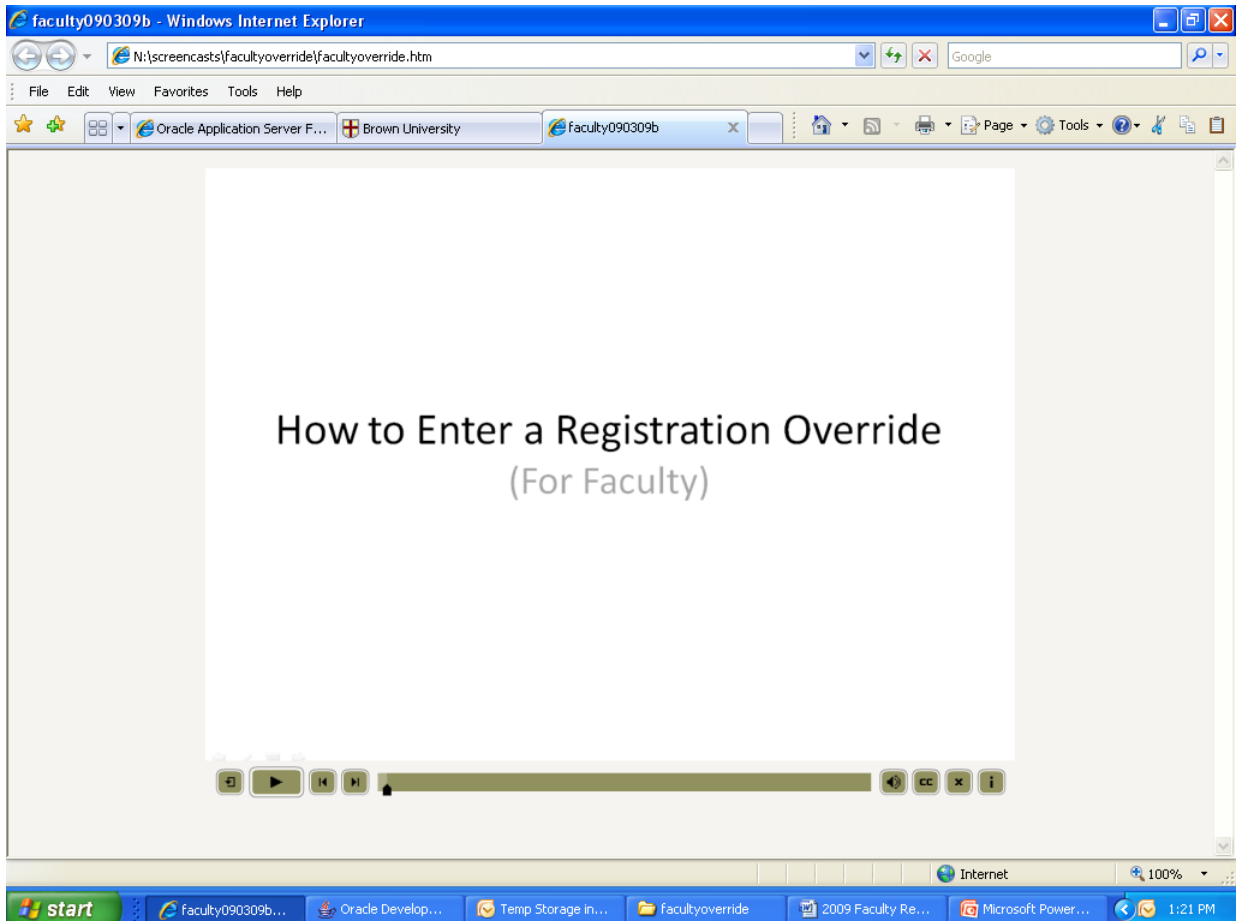 faculty090309b - Windows Internet Explorer
N:\screencasts\facultyoverride\facultyoverride.htm
Google
File Edit View Favorites Tools Help
Oracle Application Server F... Brown University faculty090309b Page Tools
How to Enter a Registration Override
(For Faculty)
CC
Internet 100%
start faculty090309b... Oracle Develop... Temp Storage in... facultyoverride 2009 Faculty Re... Microsoft Power... 1:21 PM